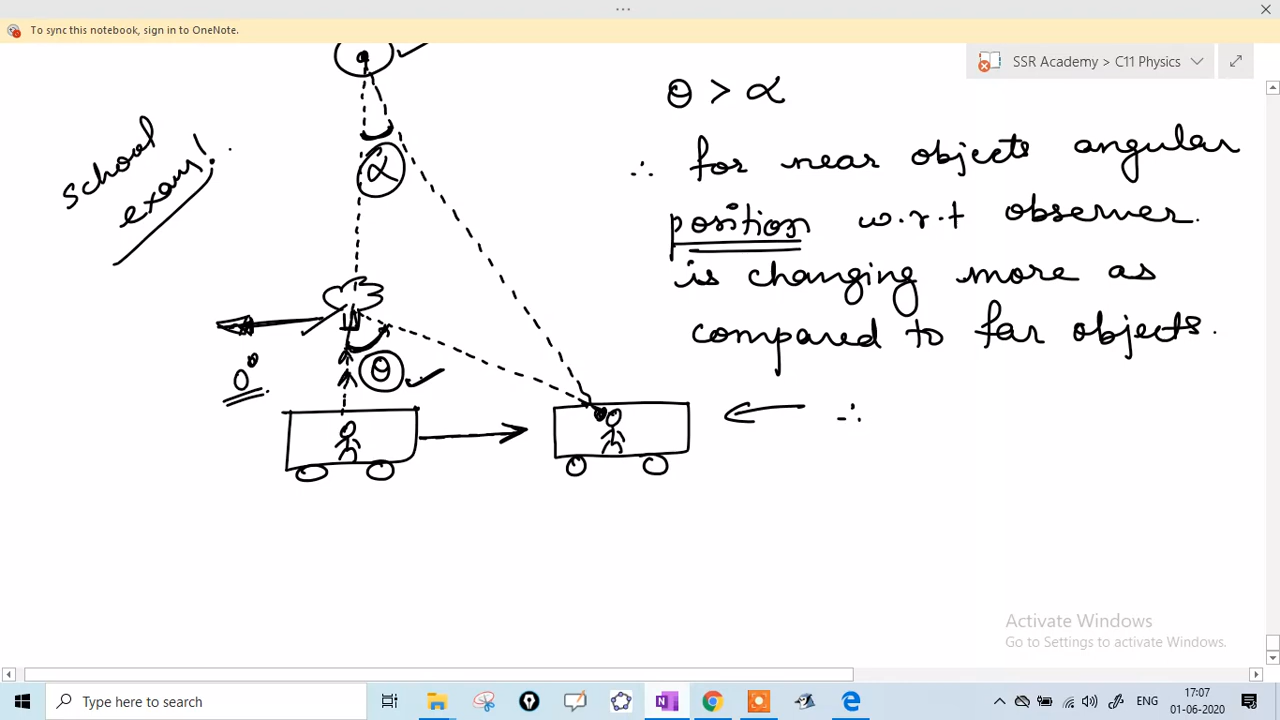 To sync this notebook, sign in to OneNote.
SSR Academy > C11 Physics
school
exam!
α
θ
0°
θ > α
∴ for near objects angular
position w.r.t observer.
is changing more as
compared to far objects.
← ∴
Activate Windows
Go to Settings to activate Windows.
Type here to search
ENG
17:07
01-06-2020